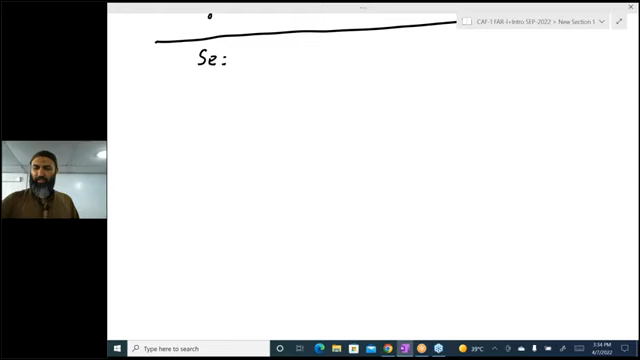 CAF-1 FAR-I+Intro SEP-2022 > New Section 1
Se:
Type here to search
39°C
3:34 PM
4/7/2022